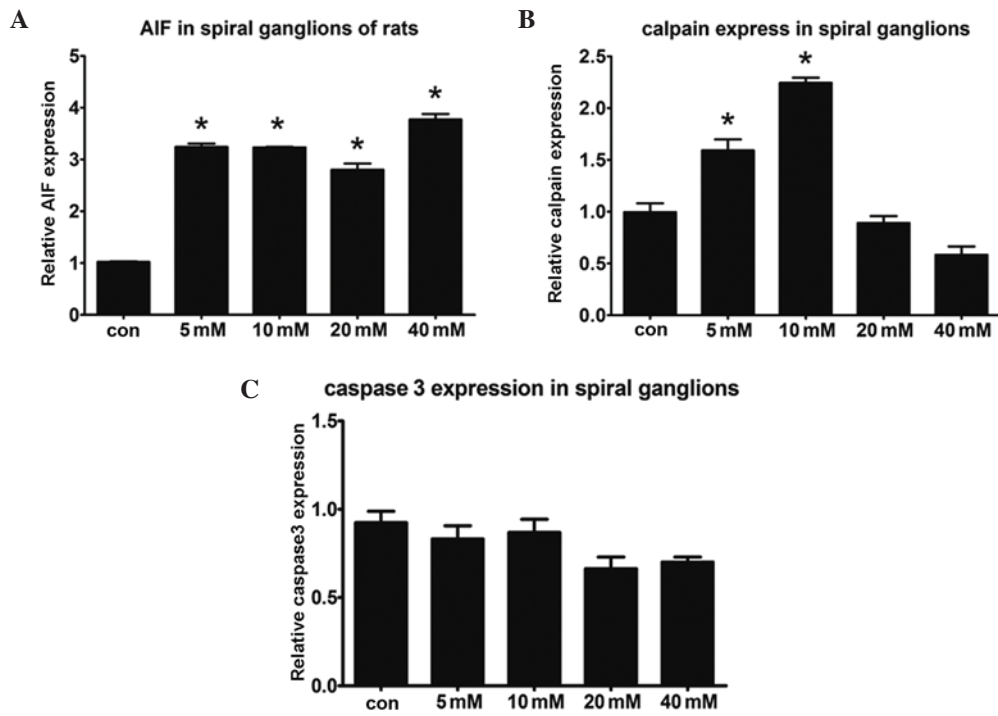 A
AIF in spiral ganglions of rats
Relative AIF expression
5
4
3
2
1
0
*
*
*
*
con
5 mM
10 mM
20 mM
40 mM
B
calpain express in spiral ganglions
Relative calpain expression
2.5
2.0
1.5
1.0
0.5
0.0
*
*
con
5 mM
10 mM
20 mM
40 mM
C
caspase 3 expression in spiral ganglions
Relative caspase3 expression
1.5
1.0
0.5
0.0
con
5 mM
10 mM
20 mM
40 mM